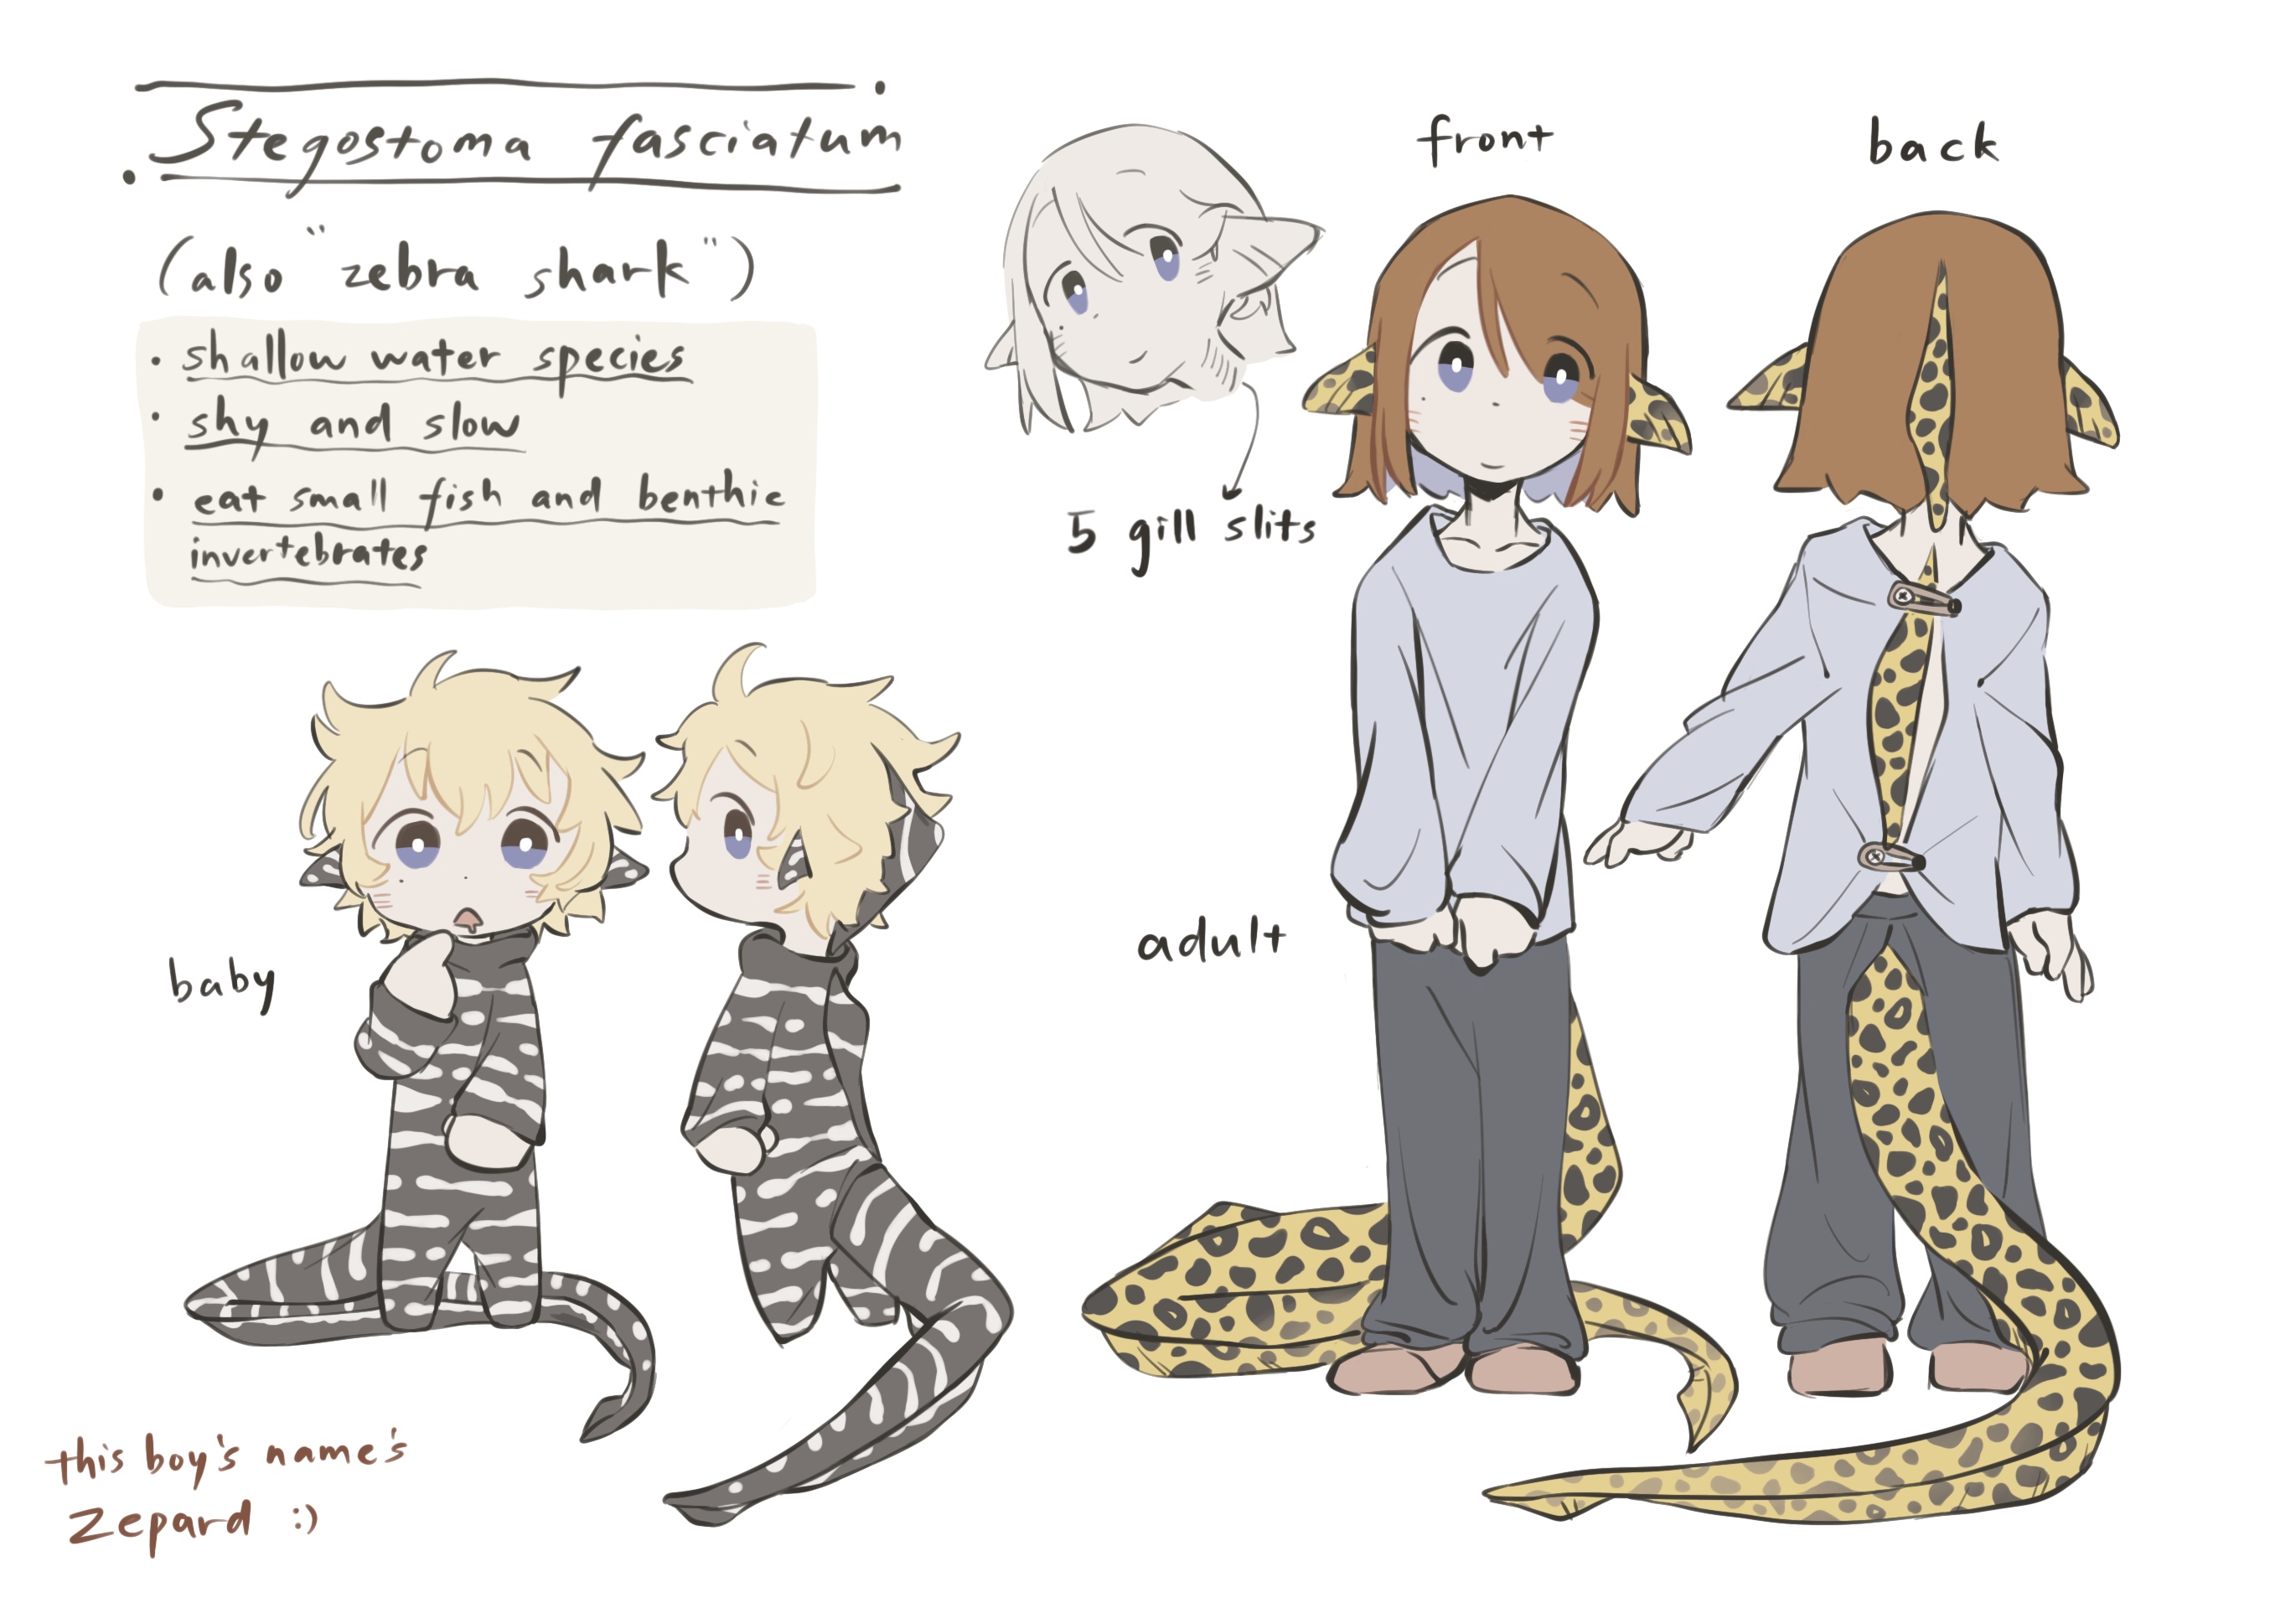 Stegostoma fasciatum
(also "zebra shark")
• shallow water species
• shy and slow
• eat small fish and benthic
invertebrates
5 gill slits
front
back
baby
adult
this boy's name's
Zepard :)